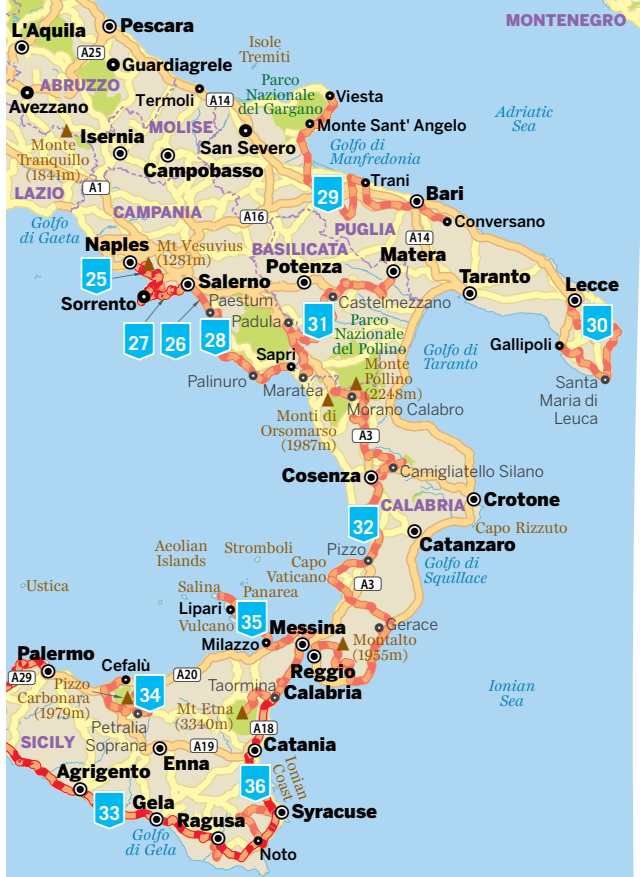 MONTENEGRO
L'Aquila
Pescara
A25
Guardiagrele
Isole
Tremiti
ABRUZZO
Avezzano
Termoli
A14
Parco
Nazionale
del Gargano
Viesta
Monte Sant' Angelo
Adriatic
Sea
Isernia
MOLISE
San Severo
Golfo di
Manfredonia
Monte
Tranquillo
(1841m)
Campobasso
LAZIO
A1
Trani
29
Bari
Conversano
CAMPANIA
A16
PUGLIA
A14
Golfo
di Gaeta
Naples
Mt Vesuvius
(1281m)
BASILICATA
Matera
25
Salerno
Potenza
Taranto
Lecce
Sorrento
Paestum
Castelmezzano
30
27
26
28
Padula
31
Parco
Nazionale
del Pollino
Golfo di
Taranto
Gallipoli
Sapri
Monte
Pollino
(2248m)
Palinuro
Maratea
Morano Calabro
Santa
Maria di
Leuca
Monti di
Orsomarso
(1987m)
A3
Cosenza
Camigliatello Silano
CALABRIA
Crotone
32
Catanzaro
Capo Rizzuto
Aeolian
Islands
Stromboli
Capo
Vaticano
Pizzo
Golfo di
Squillace
Ustica
Salina
Panarea
A3
Lipari
Vulcano
35
Messina
Gerace
Milazzo
Montalto
(1955m)
Palermo
Cefalù
A20
Reggio
Calabria
A29
Pizzo
Carbonara
(1979m)
34
Taormina
Ionian
Sea
Mt Etna
(3340m)
Petralia
Soprana
A18
SICILY
A19
Catania
Enna
Ionian
Coast
Agrigento
36
33
Gela
Syracuse
Ragusa
Golfo
di Gela
Noto